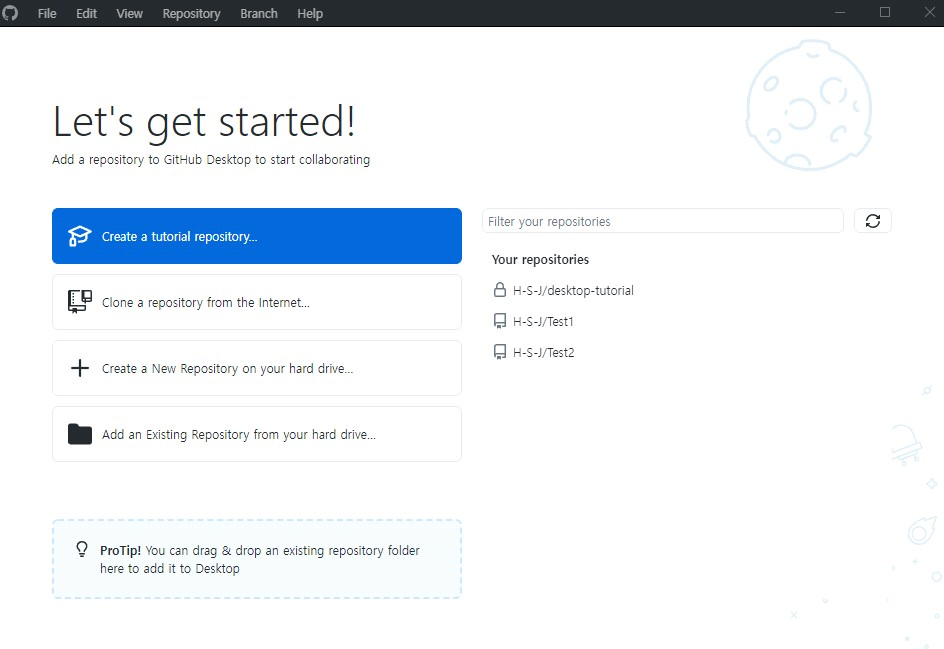 File Edit View Repository Branch Help
Let's get started!
Add a repository to GitHub Desktop to start collaborating
Create a tutorial repository...
Clone a repository from the Internet...
Create a New Repository on your hard drive...
Add an Existing Repository from your hard drive...
ProTip! You can drag & drop an existing repository folder
here to add it to Desktop
Filter your repositories
Your repositories
H-S-J/desktop-tutorial
H-S-J/Test1
H-S-J/Test2